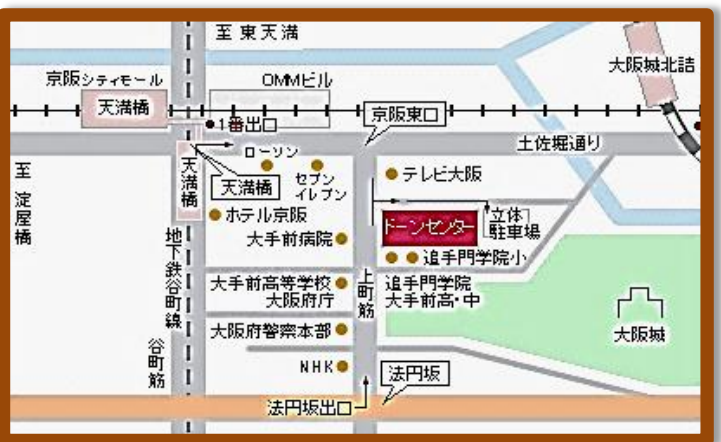 至 東天満
京阪シティモール
OMMビル
大阪城北詰
天満橋
1番出口
京阪東口
土佐堀通り
ローソン
至 淀屋橋
天満橋
天満橋
セブン
イレブン
テレビ大阪
ホテル京阪
ドーンセンター
立体
駐車場
大手前病院
追手門学院小
地下鉄谷町線
大手前高等学校
大阪府庁
上町筋
追手門学院
大手前高・中
大阪府警察本部
大阪城
谷町筋
NHK
法円坂
法円坂出口